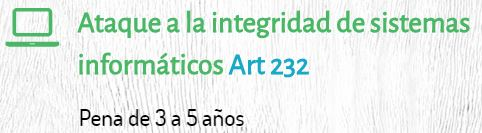 Ataque a la integridad de sistemas
informáticos Art 232
Pena de 3 a 5 años